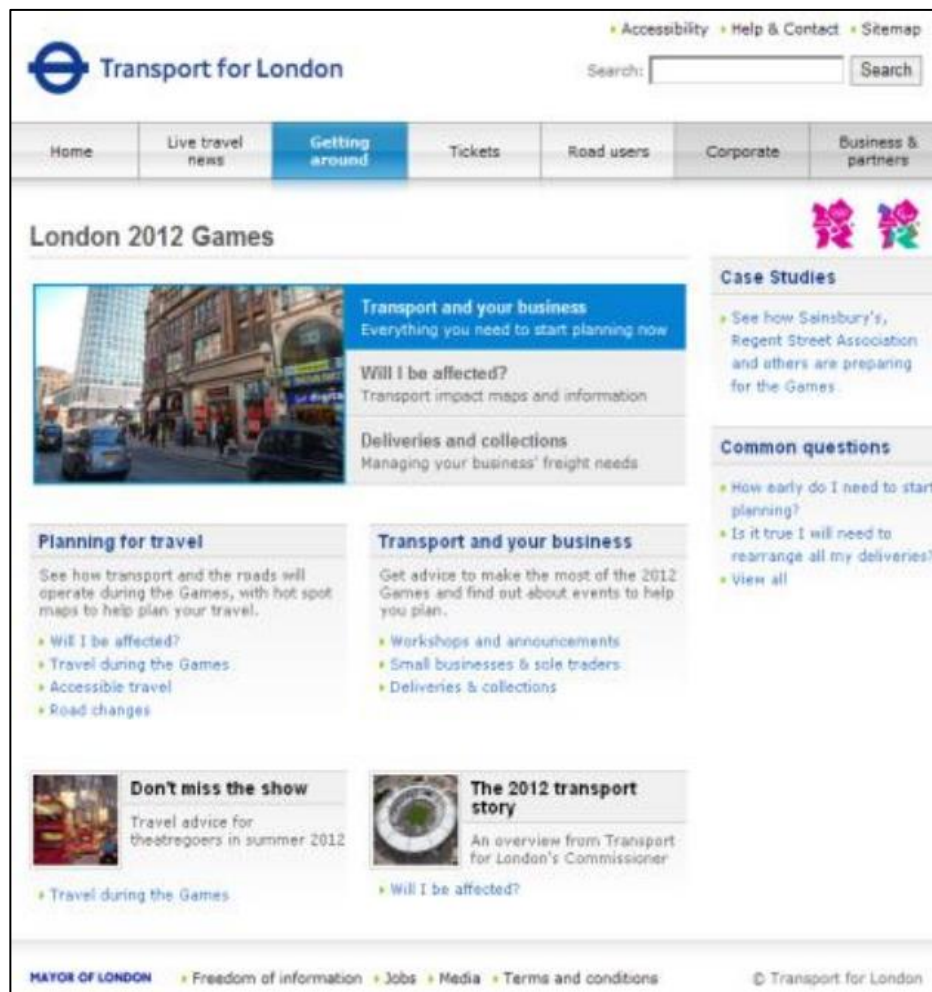 Accessibility Help & Contact Sitemap
Transport for London
Search:
Search
Home
Live travel
news
Getting
around
Tickets
Road users
Corporate
Business &
partners
London 2012 Games
Transport and your business
Everything you need to start planning now
Will I be affected?
Transport impact maps and information
Deliveries and collections
Managing your business' freight needs
Case Studies
See how Sainsbury's,
Regent Street Association
and others are preparing
for the Games
Common questions
How early do I need to start
planning?
Is it true I will need to
rearrange all my deliveries?
View all
Planning for travel
See how transport and the roads will
operate during the Games, with hot spot
maps to help plan your travel.
Will I be affected?
Travel during the Games
Accessible travel
Road changes
Transport and your business
Get advice to make the most of the 2012
Games and find out about events to help
you plan.
Workshops and announcements
Small businesses & sole traders
Deliveries & collections
Don't miss the show
Travel advice for
theatregoers in summer 2012
Travel during the Games
The 2012 transport
story
An overview from Transport
for London's Commissioner
Will I be affected?
MAYOR OF LONDON Freedom of information Jobs Media Terms and conditions © Transport for London